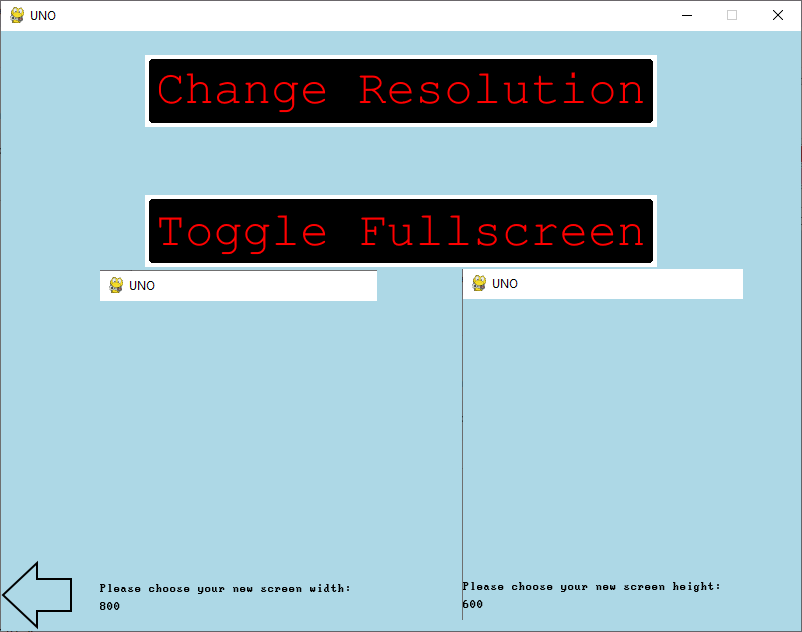 UNO
Change Resolution
Toggle Fullscreen
UNO
UNO
Please choose your new screen width:
800
Please choose your new screen height:
600